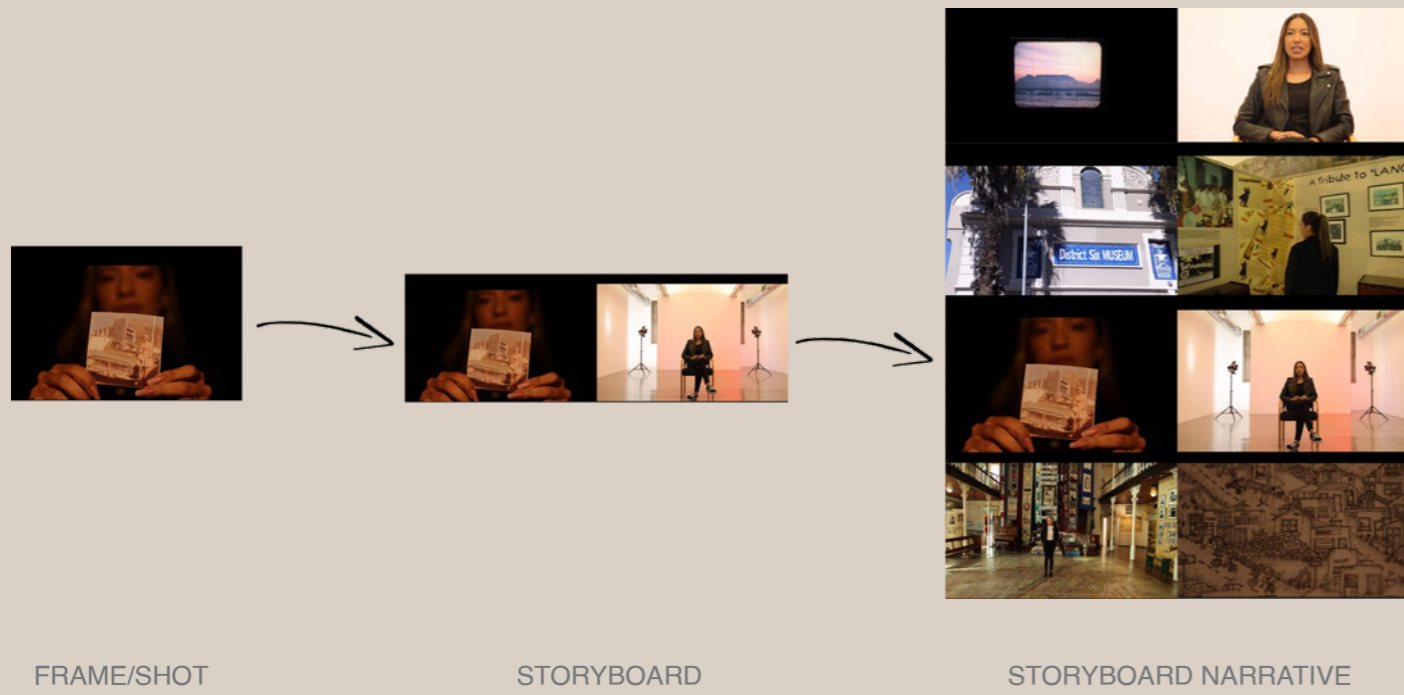 A Tribute to "LANG
District Six MUSEUM
FRAME/SHOT
STORYBOARD
STORYBOARD NARRATIVE